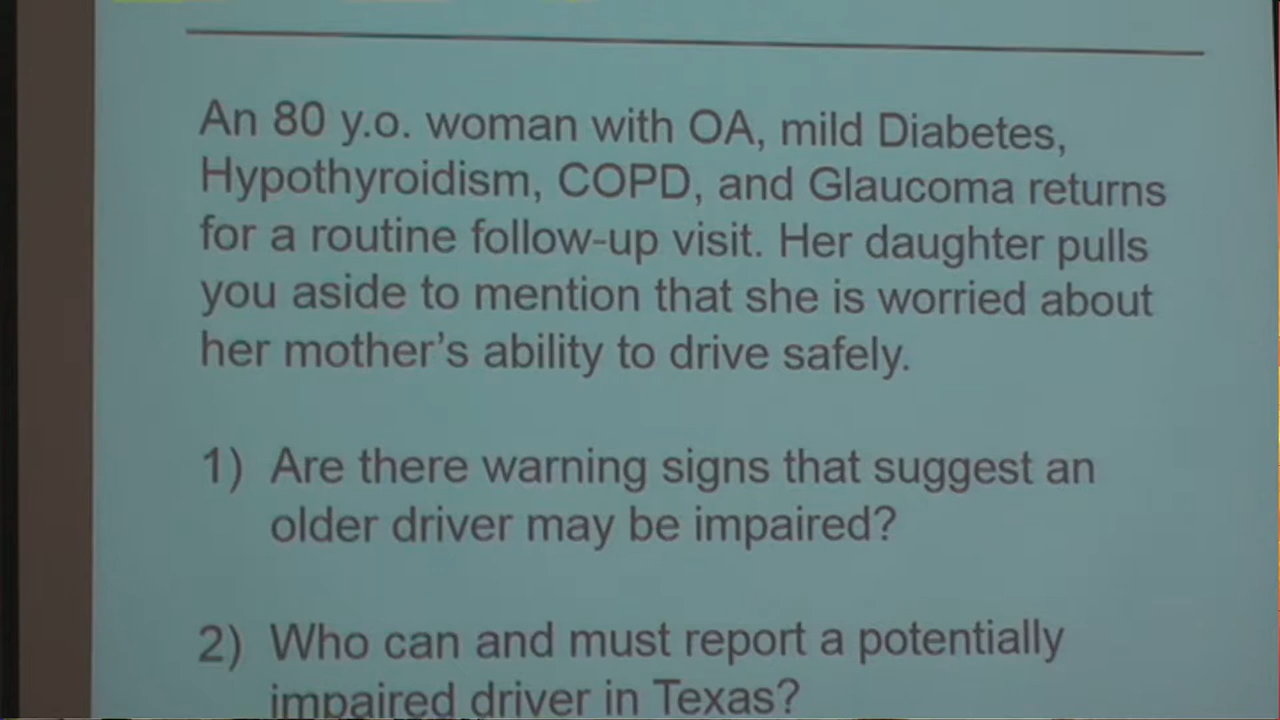 An 80 y.o. woman with OA, mild Diabetes,
Hypothyroidism, COPD, and Glaucoma returns
for a routine follow-up visit. Her daughter pulls
you aside to mention that she is worried about
her mother's ability to drive safely.
1) Are there warning signs that suggest an
older driver may be impaired?
2) Who can and must report a potentially
impaired driver in Texas?